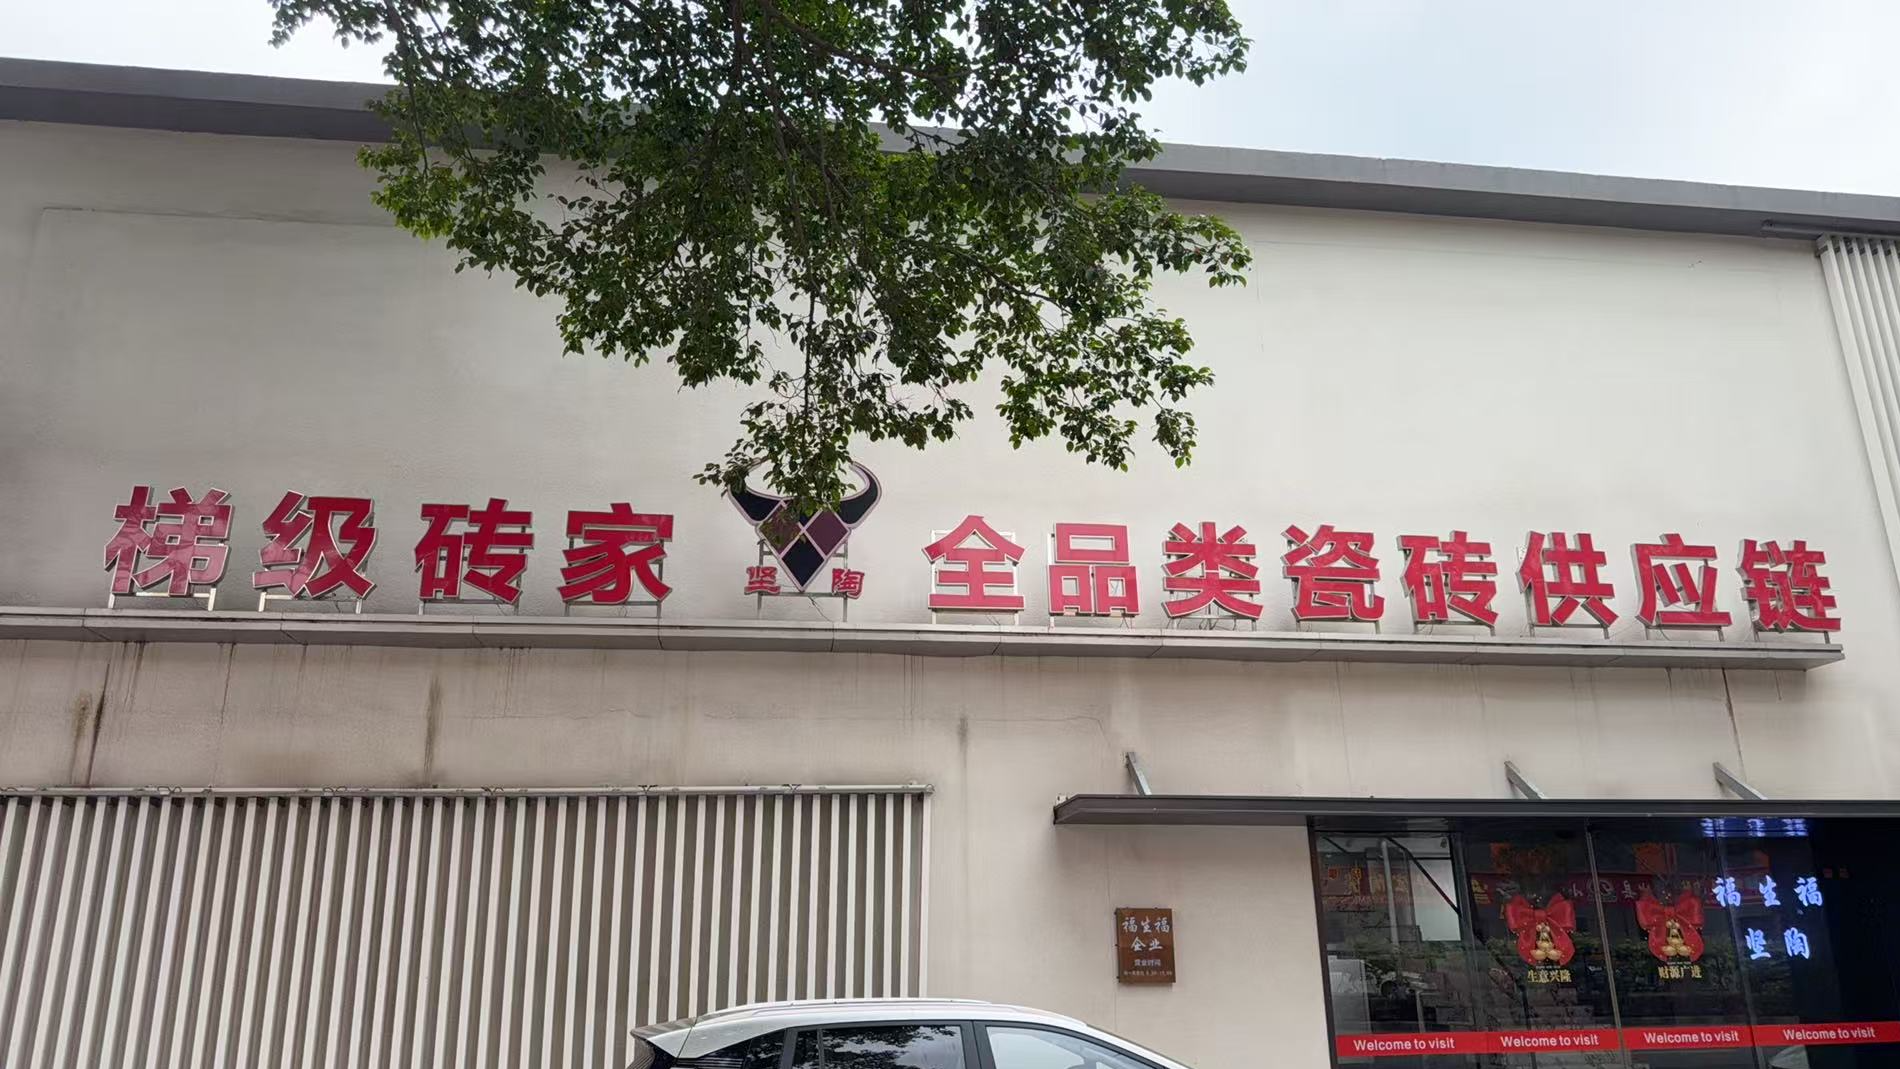 梯级砖家
坚陶
全品类瓷砖供应链
福生福
企业
营业时间
福生福
坚陶
生意兴隆
财源广进
Welcome to visit
Welcome to visit
Welcome to visit
Welcome to visit